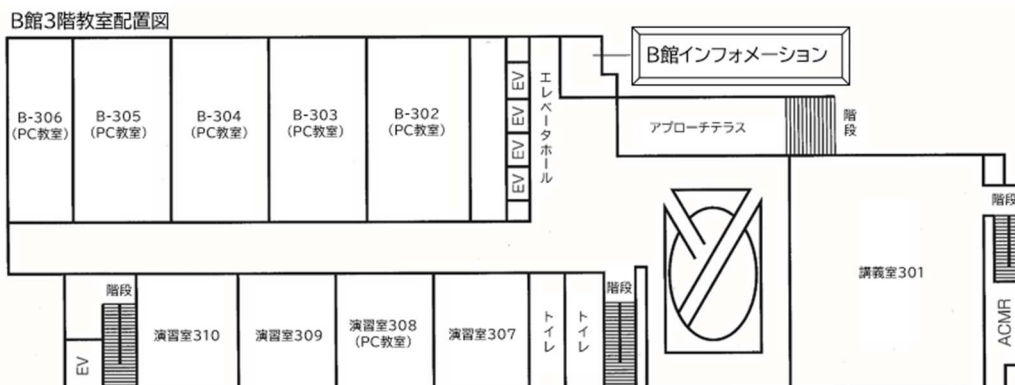 B館3階教室配置図
B館インフォメーション
B-306
(PC教室)
B-305
(PC教室)
B-304
(PC教室)
B-303
(PC教室)
B-302
(PC教室)
EV
EV
EV
EV
エレベータホール
アプローチテラス
階段
階段
講義室301
ACMR
階段
EV
演習室310
演習室309
演習室308
(PC教室)
演習室307
トイレ
トイレ
階段